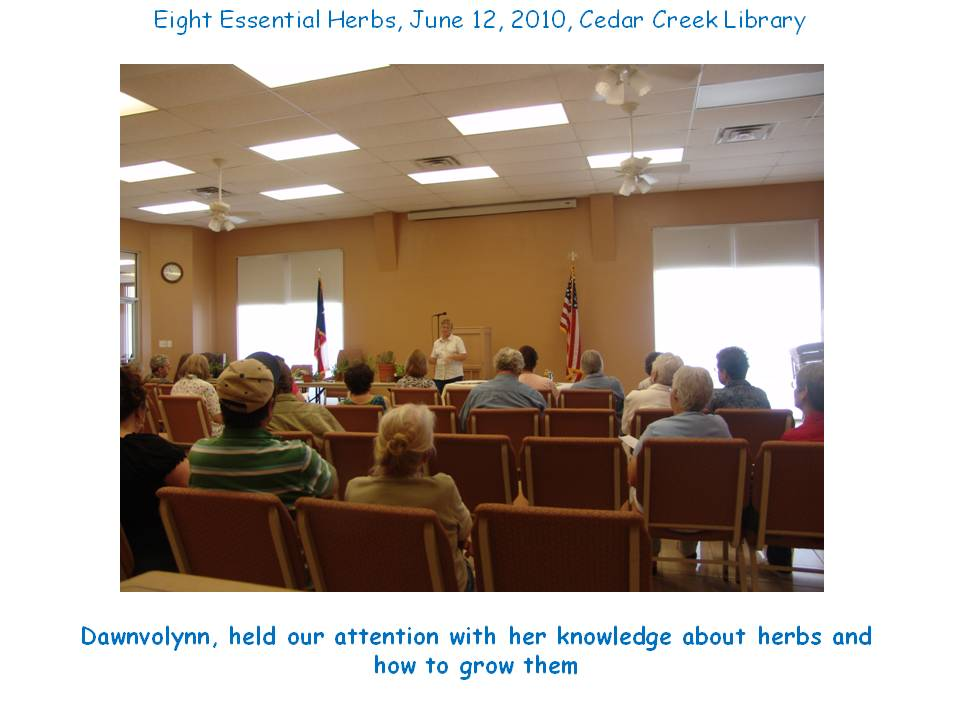 Eight Essential Herbs, June 12, 2010, Cedar Creek Library
Dawnvolynn, held our attention with her knowledge about herbs and
how to grow them